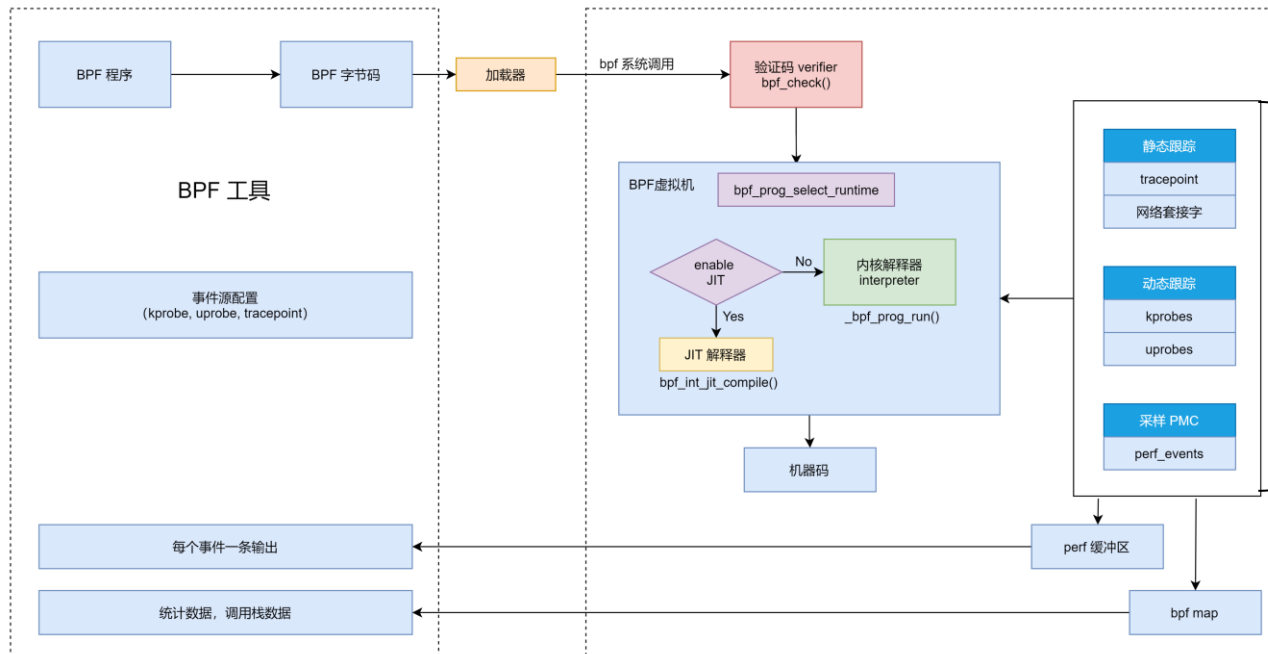 BPF 程序
BPF 字节码
加载器
bpf 系统调用
验证码 verifier
bpf_check()
BPF 工具
事件源配置
(kprobe, uprobe, tracepoint)
每个事件一条输出
统计数据，调用栈数据
BPF虚拟机
bpf_prog_select_runtime
enable
JIT
No
内核解释器
interpreter
_bpf_prog_run()
Yes
JIT 解释器
bpf_int_jit_compile()
机器码
静态跟踪
tracepoint
网络套接字
动态跟踪
kprobes
uprobes
采样 PMC
perf_events
perf 缓冲区
bpf map